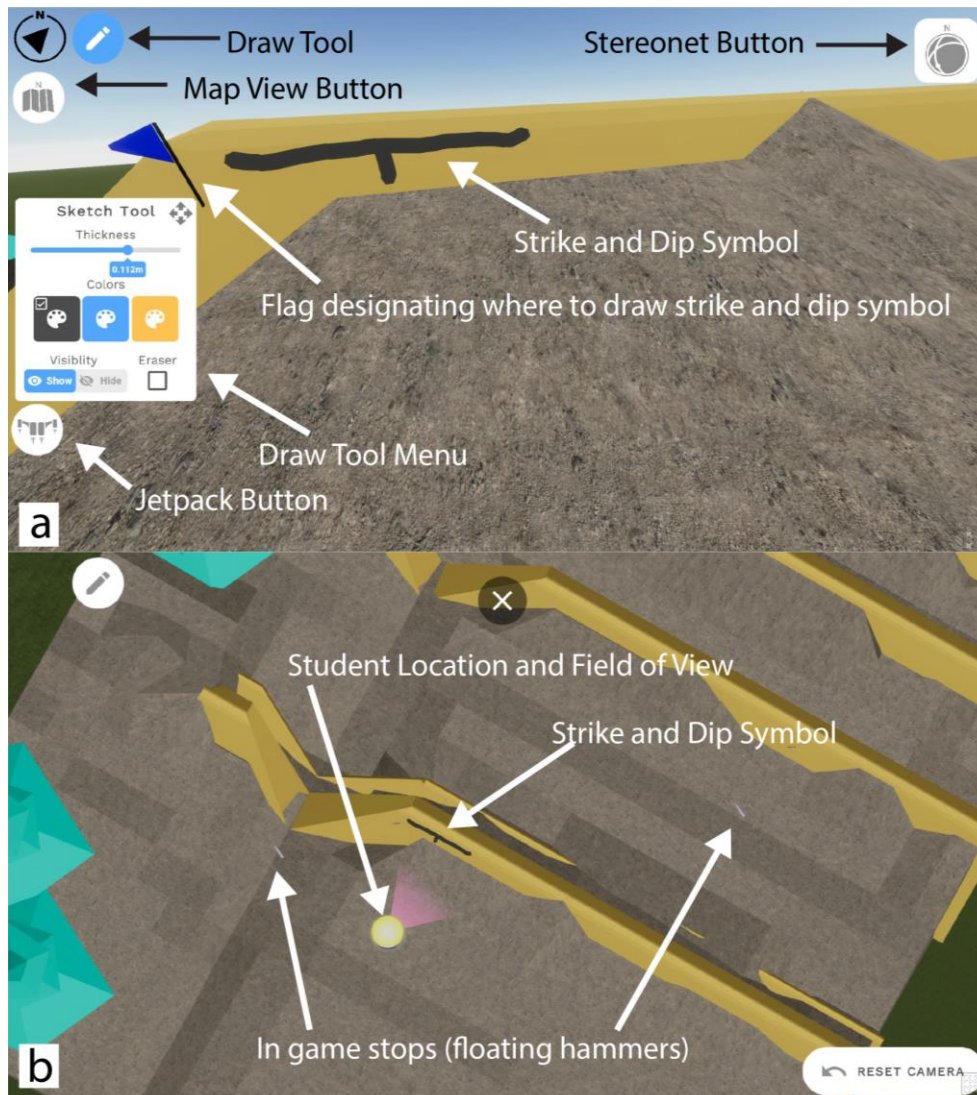 N
Draw Tool
Stereonet Button
N
N
Map View Button
Sketch Tool
Thickness
0.112m
Colors
Visiblity
Eraser
Show
Hide
Strike and Dip Symbol
Flag designating where to draw strike and dip symbol
Draw Tool Menu
Jetpack Button
a
Student Location and Field of View
Strike and Dip Symbol
In game stops (floating hammers)
b
RESET CAMERA